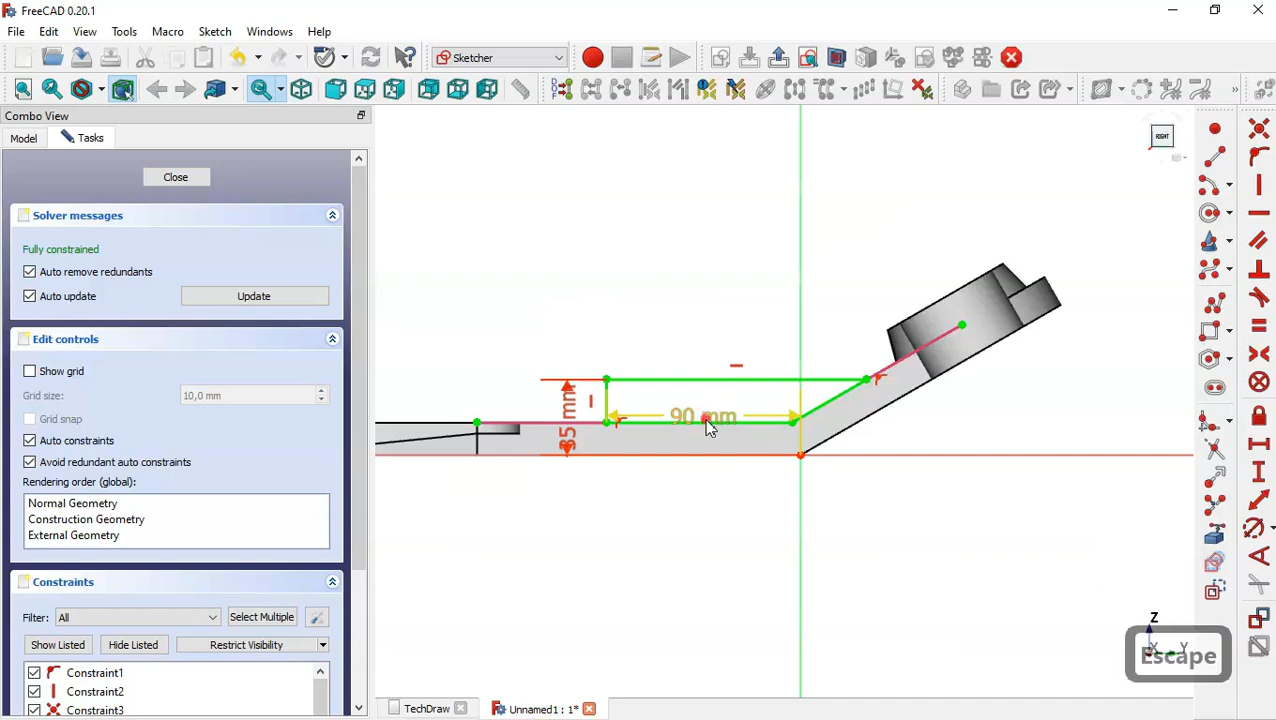 FreeCAD 0.20.1
File Edit View Tools Macro Sketch Windows Help
Sketcher
Combo View
Model Tasks
Close
Solver messages
Fully constrained
Auto remove redundants
Auto update Update
Edit controls
Show grid
Grid size: 10,0 mm
Grid snap
Auto constraints
Avoid redundant auto constraints
Rendering order (global):
Normal Geometry
Construction Geometry
External Geometry
Constraints
Filter: All Select Multiple
Show Listed Hide Listed Restrict Visibility
Constraint1
Constraint2
Constraint3
RIGHT
90 mm
35 mm
Z
X Y
Escape
TechDraw Unnamed1 : 1*